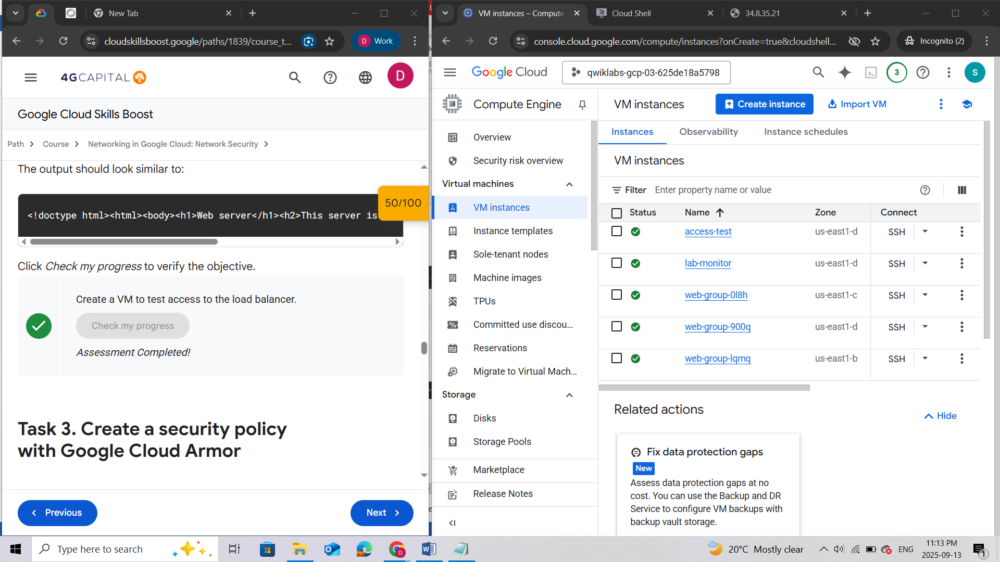 New Tab
cloudskillsboost.google/paths/1839/course_t...
D Work
4GCAPITAL
D
Google Cloud Skills Boost
Path
Course
Networking in Google Cloud: Network Security
The output should look similar to:
<!doctype html><html><body><h1>Web server</h1><h2>This server is
50/100
Click Check my progress to verify the objective.
Create a VM to test access to the load balancer.
Check my progress
Assessment Completed!
Task 3. Create a security policy
with Google Cloud Armor
Previous
Next
VM instances – Compute
Cloud Shell
34.8.35.21
console.cloud.google.com/compute/instances?onCreate=true&cloudshell...
Incognito (2)
Google Cloud
qwiklabs-gcp-03-625de18a5798
3
S
Compute Engine
Overview
Security risk overview
Virtual machines
VM instances
Instance templates
Sole-tenant nodes
Machine images
TPUs
Committed use discou...
Reservations
Migrate to Virtual Mach...
Storage
Disks
Storage Pools
Marketplace
Release Notes
VM instances
Create instance
Import VM
Instances
Observability
Instance schedules
VM instances
Filter
Enter property name or value
Status
Name
Zone
Connect
access-test
us-east1-d
SSH
lab-monitor
us-east1-d
SSH
web-group-0l8h
us-east1-c
SSH
web-group-900q
us-east1-d
SSH
web-group-lqmq
us-east1-b
SSH
Related actions
Hide
Fix data protection gaps
New
Assess data protection gaps at no
cost. You can use the Backup and DR
Service to configure VM backups with
backup vault storage.
Type here to search
20°C Mostly clear
ENG
11:13 PM
2025-09-13
1